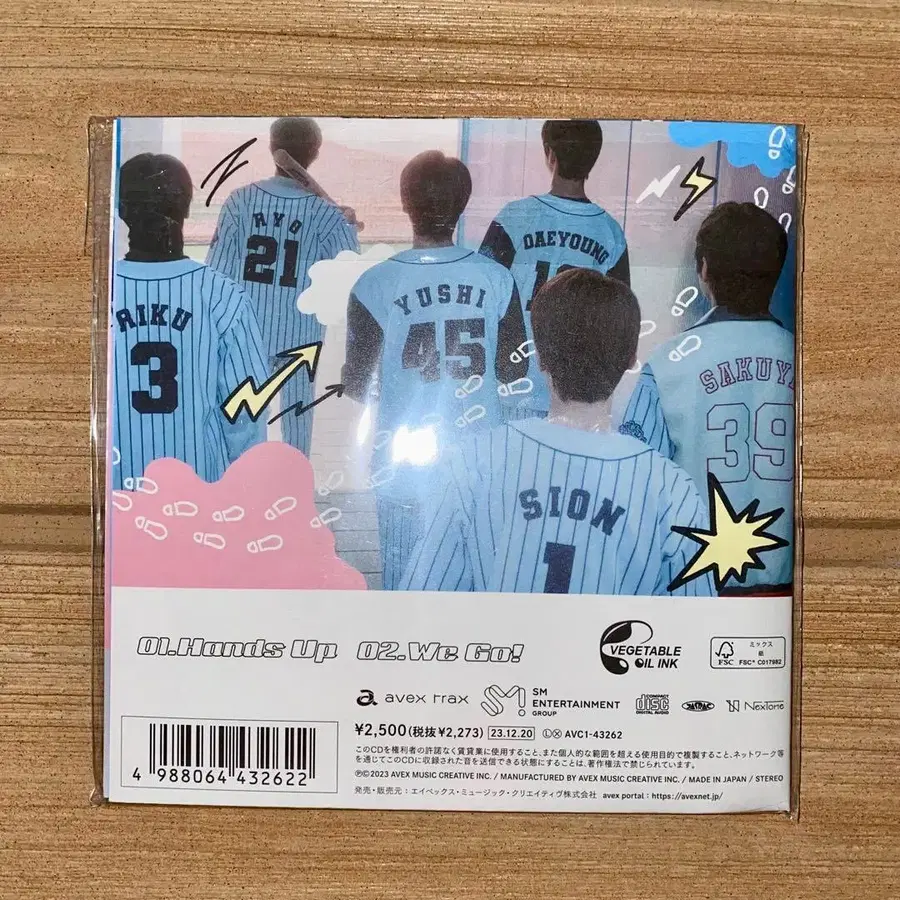 RYO
21
DAEYOUNG
YUSHI
45
RIKU
3
SAKUYA
39
SION
1
01.Hands Up 02.We Go!
VEGETABLE
OIL INK
FSC
ミックス
紙
FSC® C017982
avex trax
SM
ENTERTAINMENT
GROUP
COMPACT
disc
DIGITAL AUDIO
JASRAC
NexTone
¥2,500(税抜¥2,273) 23.12.20 Ⓛ Ⓧ AVC1-43262
このCDを権利者の許諾なく賃貸業に使用すること、また個人的な範囲を超える使用目的で複製すること、ネットワーク等
を通じてこのCDに収録された音を送信できる状態にすることは、著作権法で禁じられています。
ⓅⒸ2023 AVEX MUSIC CREATIVE INC. / MANUFACTURED BY AVEX MUSIC CREATIVE INC. / MADE IN JAPAN / STEREO
発売・販売元：エイベックス・ミュージック・クリエイティヴ株式会社 avex portal : https://avexnet.jp/
4 988064 432622